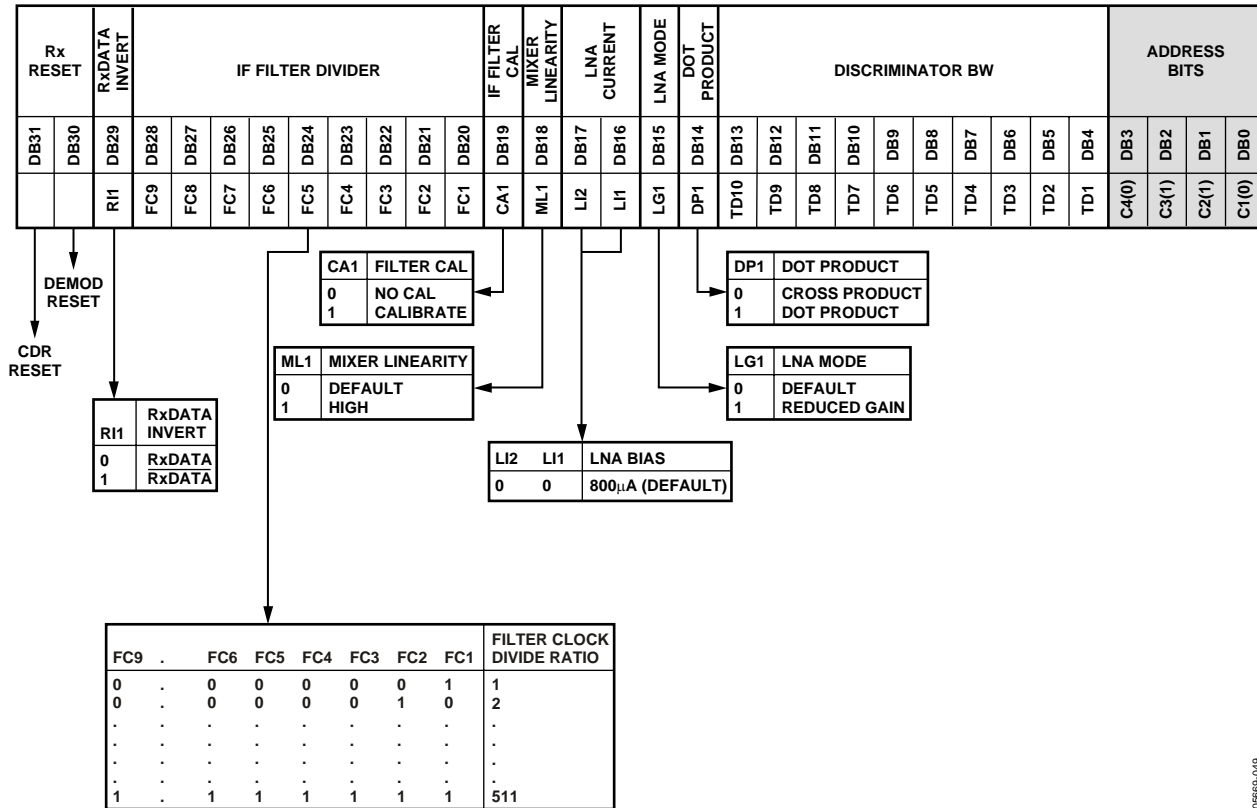 Rx RESET
RxDATA INVERT
IF FILTER DIVIDER
IF FILTER CAL
MIXER LINEARITY
LNA CURRENT
LNA MODE
DOT PRODUCT
DISCRIMINATOR BW
ADDRESS BITS
DB31 DB30 DB29 DB28 DB27 DB26 DB25 DB24 DB23 DB22 DB21 DB20 DB19 DB18 DB17 DB16 DB15 DB14 DB13 DB12 DB11 DB10 DB9 DB8 DB7 DB6 DB5 DB4 DB3 DB2 DB1 DB0
RI1 FC9 FC8 FC7 FC6 FC5 FC4 FC3 FC2 FC1 CA1 ML1 LI2 LI1 LG1 DP1 TD10 TD9 TD8 TD7 TD6 TD5 TD4 TD3 TD2 TD1 C4(0) C3(1) C2(1) C1(0)
DEMOD
RESET
CDR
RESET
CA1 FILTER CAL
0 NO CAL
1 CALIBRATE
DP1 DOT PRODUCT
0 CROSS PRODUCT
1 DOT PRODUCT
ML1 MIXER LINEARITY
0 DEFAULT
1 HIGH
LG1 LNA MODE
0 DEFAULT
1 REDUCED GAIN
RxDATA
RI1 INVERT
0 RxDATA
1 RxDATA
LI2 LI1 LNA BIAS
0 0 800μA (DEFAULT)
FILTER CLOCK
FC9 . FC6 FC5 FC4 FC3 FC2 FC1 DIVIDE RATIO
0 . 0 0 0 0 0 1 1
0 . 0 0 0 0 1 0 2
. . . . . . . . .
. . . . . . . . .
. . . . . . . . .
. . . . . . . . .
1 . 1 1 1 1 1 1 511
05669-049